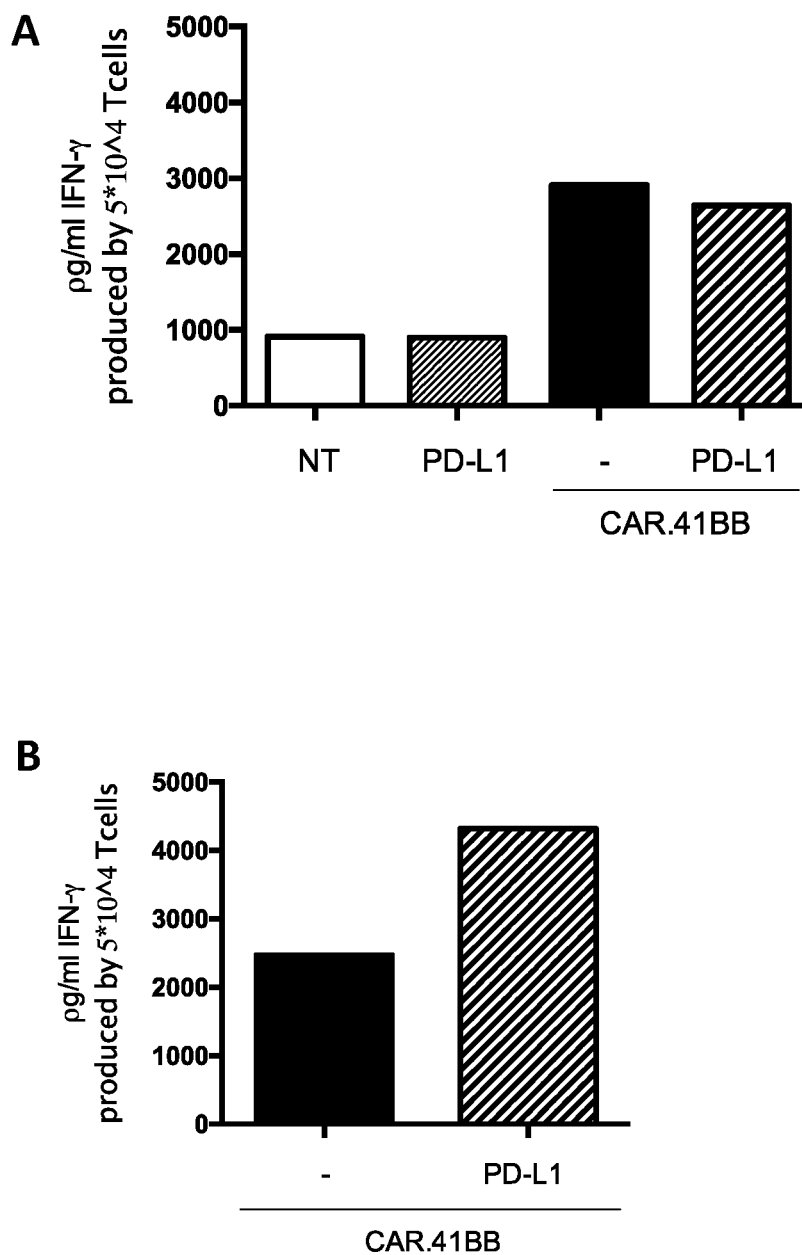 A
ρg/ml IFN-γ
produced by 5*10^4 Tcells
5000
4000
3000
2000
1000
0
NT PD-L1 - PD-L1
CAR.41BB
B
ρg/ml IFN-γ
produced by 5*10^4 Tcells
5000
4000
3000
2000
1000
0
- PD-L1
CAR.41BB